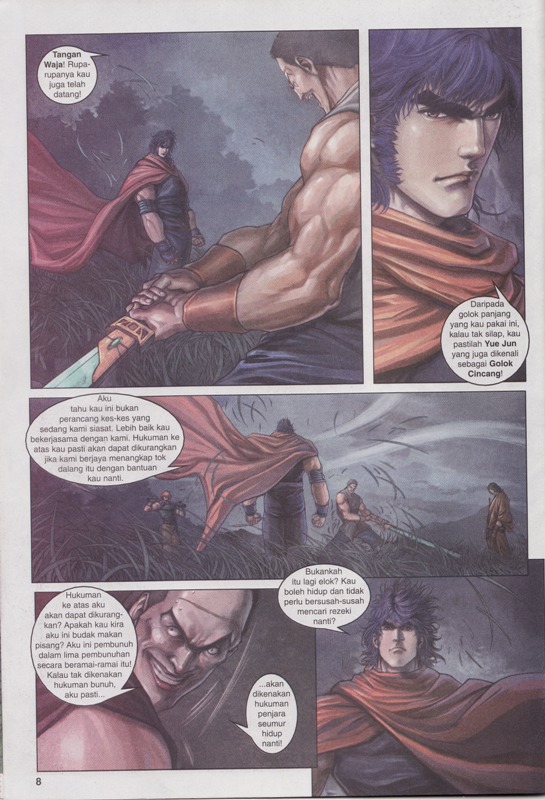 Tangan
Waja! Rupa-
rupanya kau
juga telah
datang!
Daripada
golok panjang
yang kau pakai ini,
kalau tak silap, kau
pastilah Yue Jun
yang juga dikenali
sebagai Golok
Cincang!
Aku
tahu kau ini bukan
perancang kes-kes yang
sedang kami siasat. Lebih baik kau
bekerjasama dengan kami. Hukuman ke
atas kau pasti akan dapat dikurangkan
jika kami berjaya menangkap tok
dalang itu dengan bantuan
kau nanti.
Bukankah
itu lagi elok? Kau
boleh hidup dan tidak
perlu bersusah-susah
mencari rezeki
nanti?
Hukuman
ke atas aku
akan dapat dikurang-
kan? Apakah kau kira
aku ini budak makan
pisang? Aku ini pembunuh
dalam lima pembunuhan
secara beramai-ramai itu!
Kalau tak dikenakan
hukuman bunuh,
aku pasti...
...akan
dikenakan
hukuman
penjara
seumur
hidup
nanti!
8